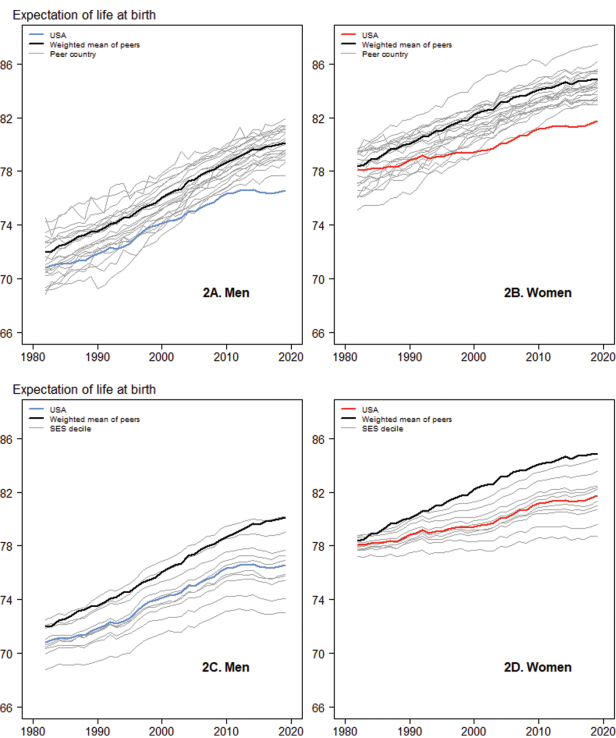 Expectation of life at birth
USA
Weighted mean of peers
Peer country
86
82
78
74
70
66
2A. Men
1980 1990 2000 2010 2020
USA
Weighted mean of peers
Peer country
86
82
78
74
70
66
2B. Women
1980 1990 2000 2010 2020
Expectation of life at birth
USA
Weighted mean of peers
SES decile
86
82
78
74
70
66
2C. Men
1980 1990 2000 2010 2020
USA
Weighted mean of peers
SES decile
86
82
78
74
70
66
2D. Women
1980 1990 2000 2010 2020